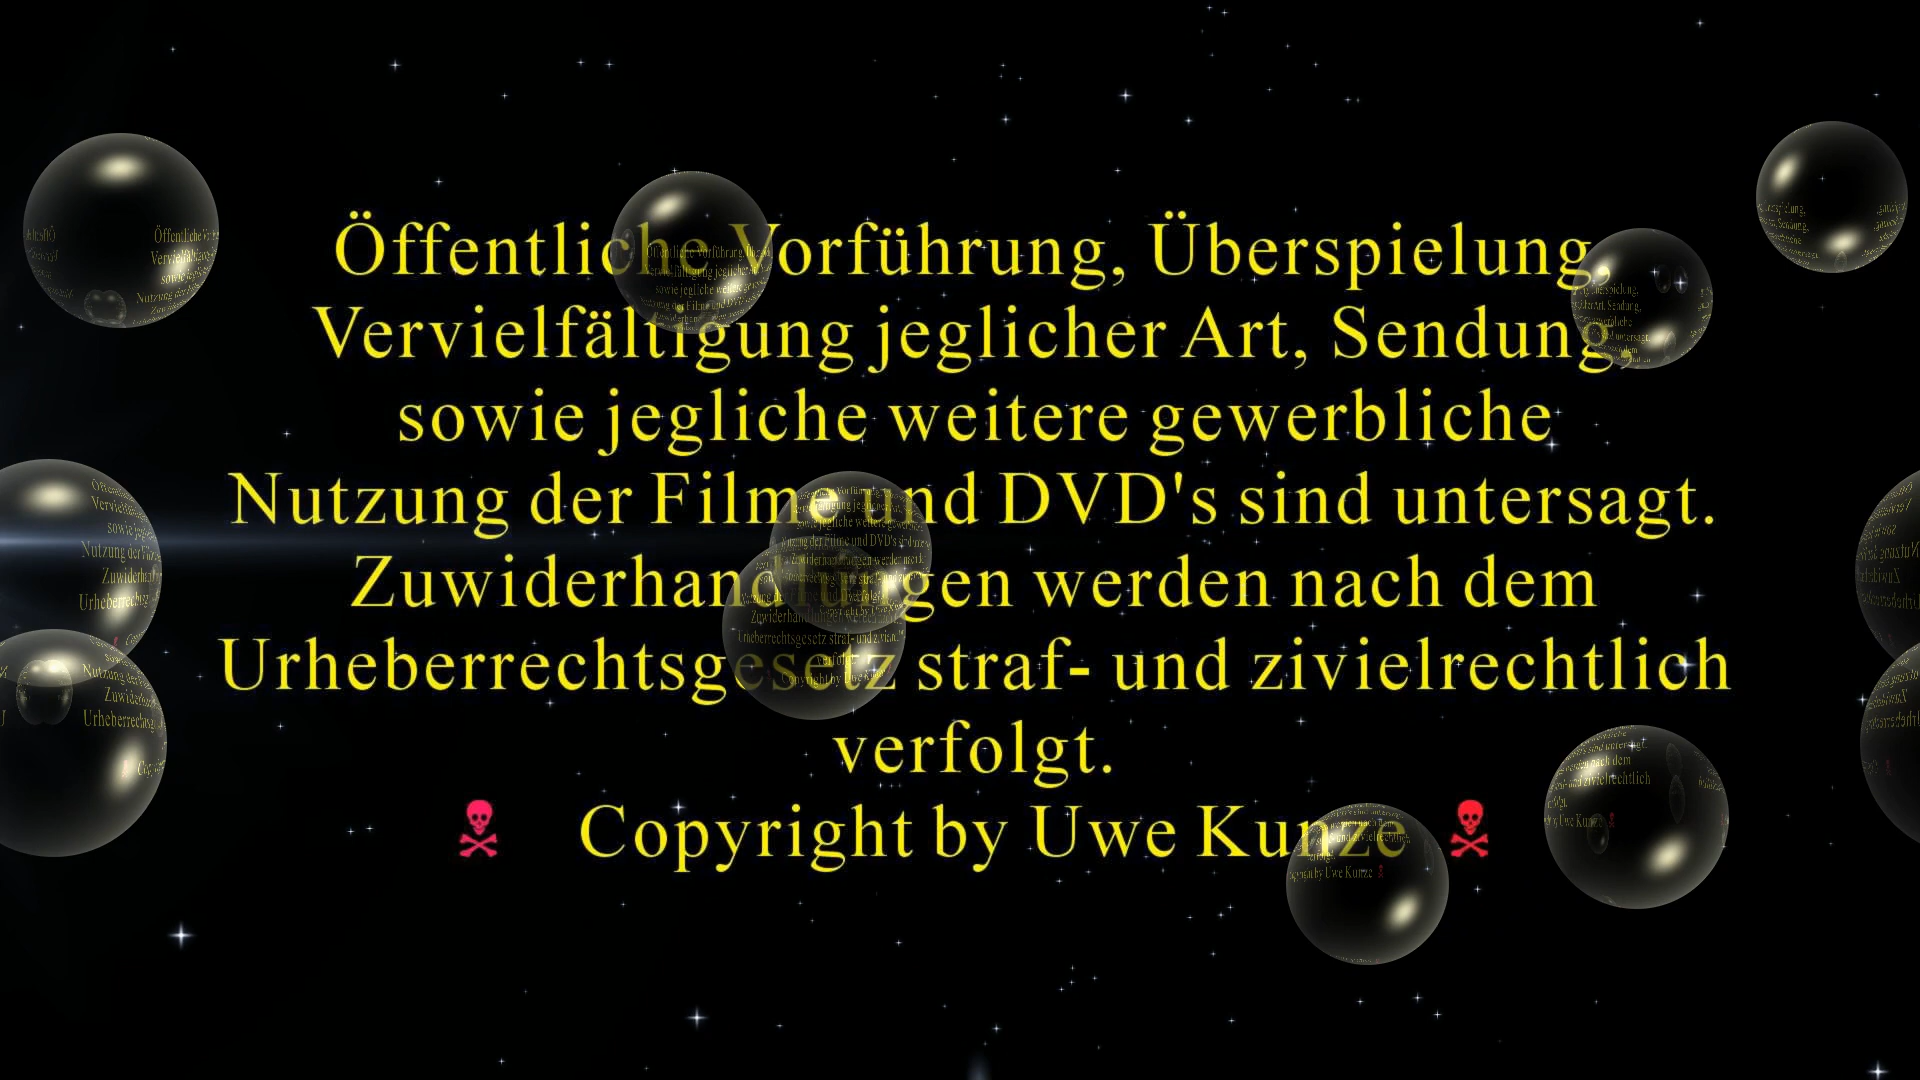 Öffentliche Vorführung, Überspielung,
Vervielfältigung jeglicher Art, Sendung,
sowie jegliche weitere gewerbliche
Nutzung der Filme und DVD's sind untersagt.
Zuwiderhandlungen werden nach dem
Urheberrechtsgesetz straf- und zivielrechtlich
verfolgt.
☠ Copyright by Uwe Kunze ☠